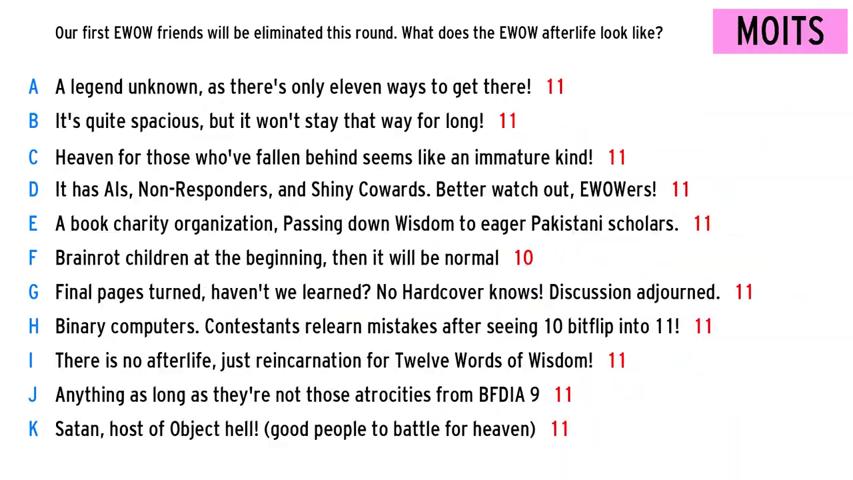 Our first EWOW friends will be eliminated this round. What does the EWOW afterlife look like?
MOITS
A A legend unknown, as there's only eleven ways to get there! 11
B It's quite spacious, but it won't stay that way for long! 11
C Heaven for those who've fallen behind seems like an immature kind! 11
D It has AIs, Non-Responders, and Shiny Cowards. Better watch out, EWOWers! 11
E A book charity organization, Passing down Wisdom to eager Pakistani scholars. 11
F Brainrot children at the beginning, then it will be normal 10
G Final pages turned, haven't we learned? No Hardcover knows! Discussion adjourned. 11
H Binary computers. Contestants relearn mistakes after seeing 10 bitflip into 11! 11
I There is no afterlife, just reincarnation for Twelve Words of Wisdom! 11
J Anything as long as they're not those atrocities from BFDIA 9 11
K Satan, host of Object hell! (good people to battle for heaven) 11